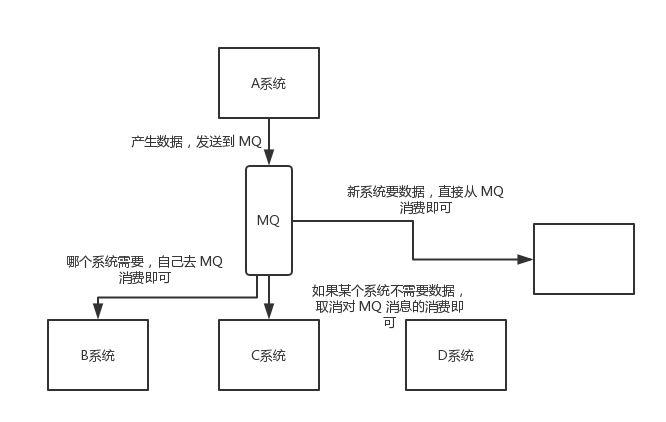 A系统
产生数据，发送到 MQ
新系统要数据，直接从 MQ
消费即可
MQ
哪个系统需要，自己去 MQ
消费即可
如果某个系统不需要数据，
取消对 MQ 消息的消费即
可
B系统
C系统
D系统